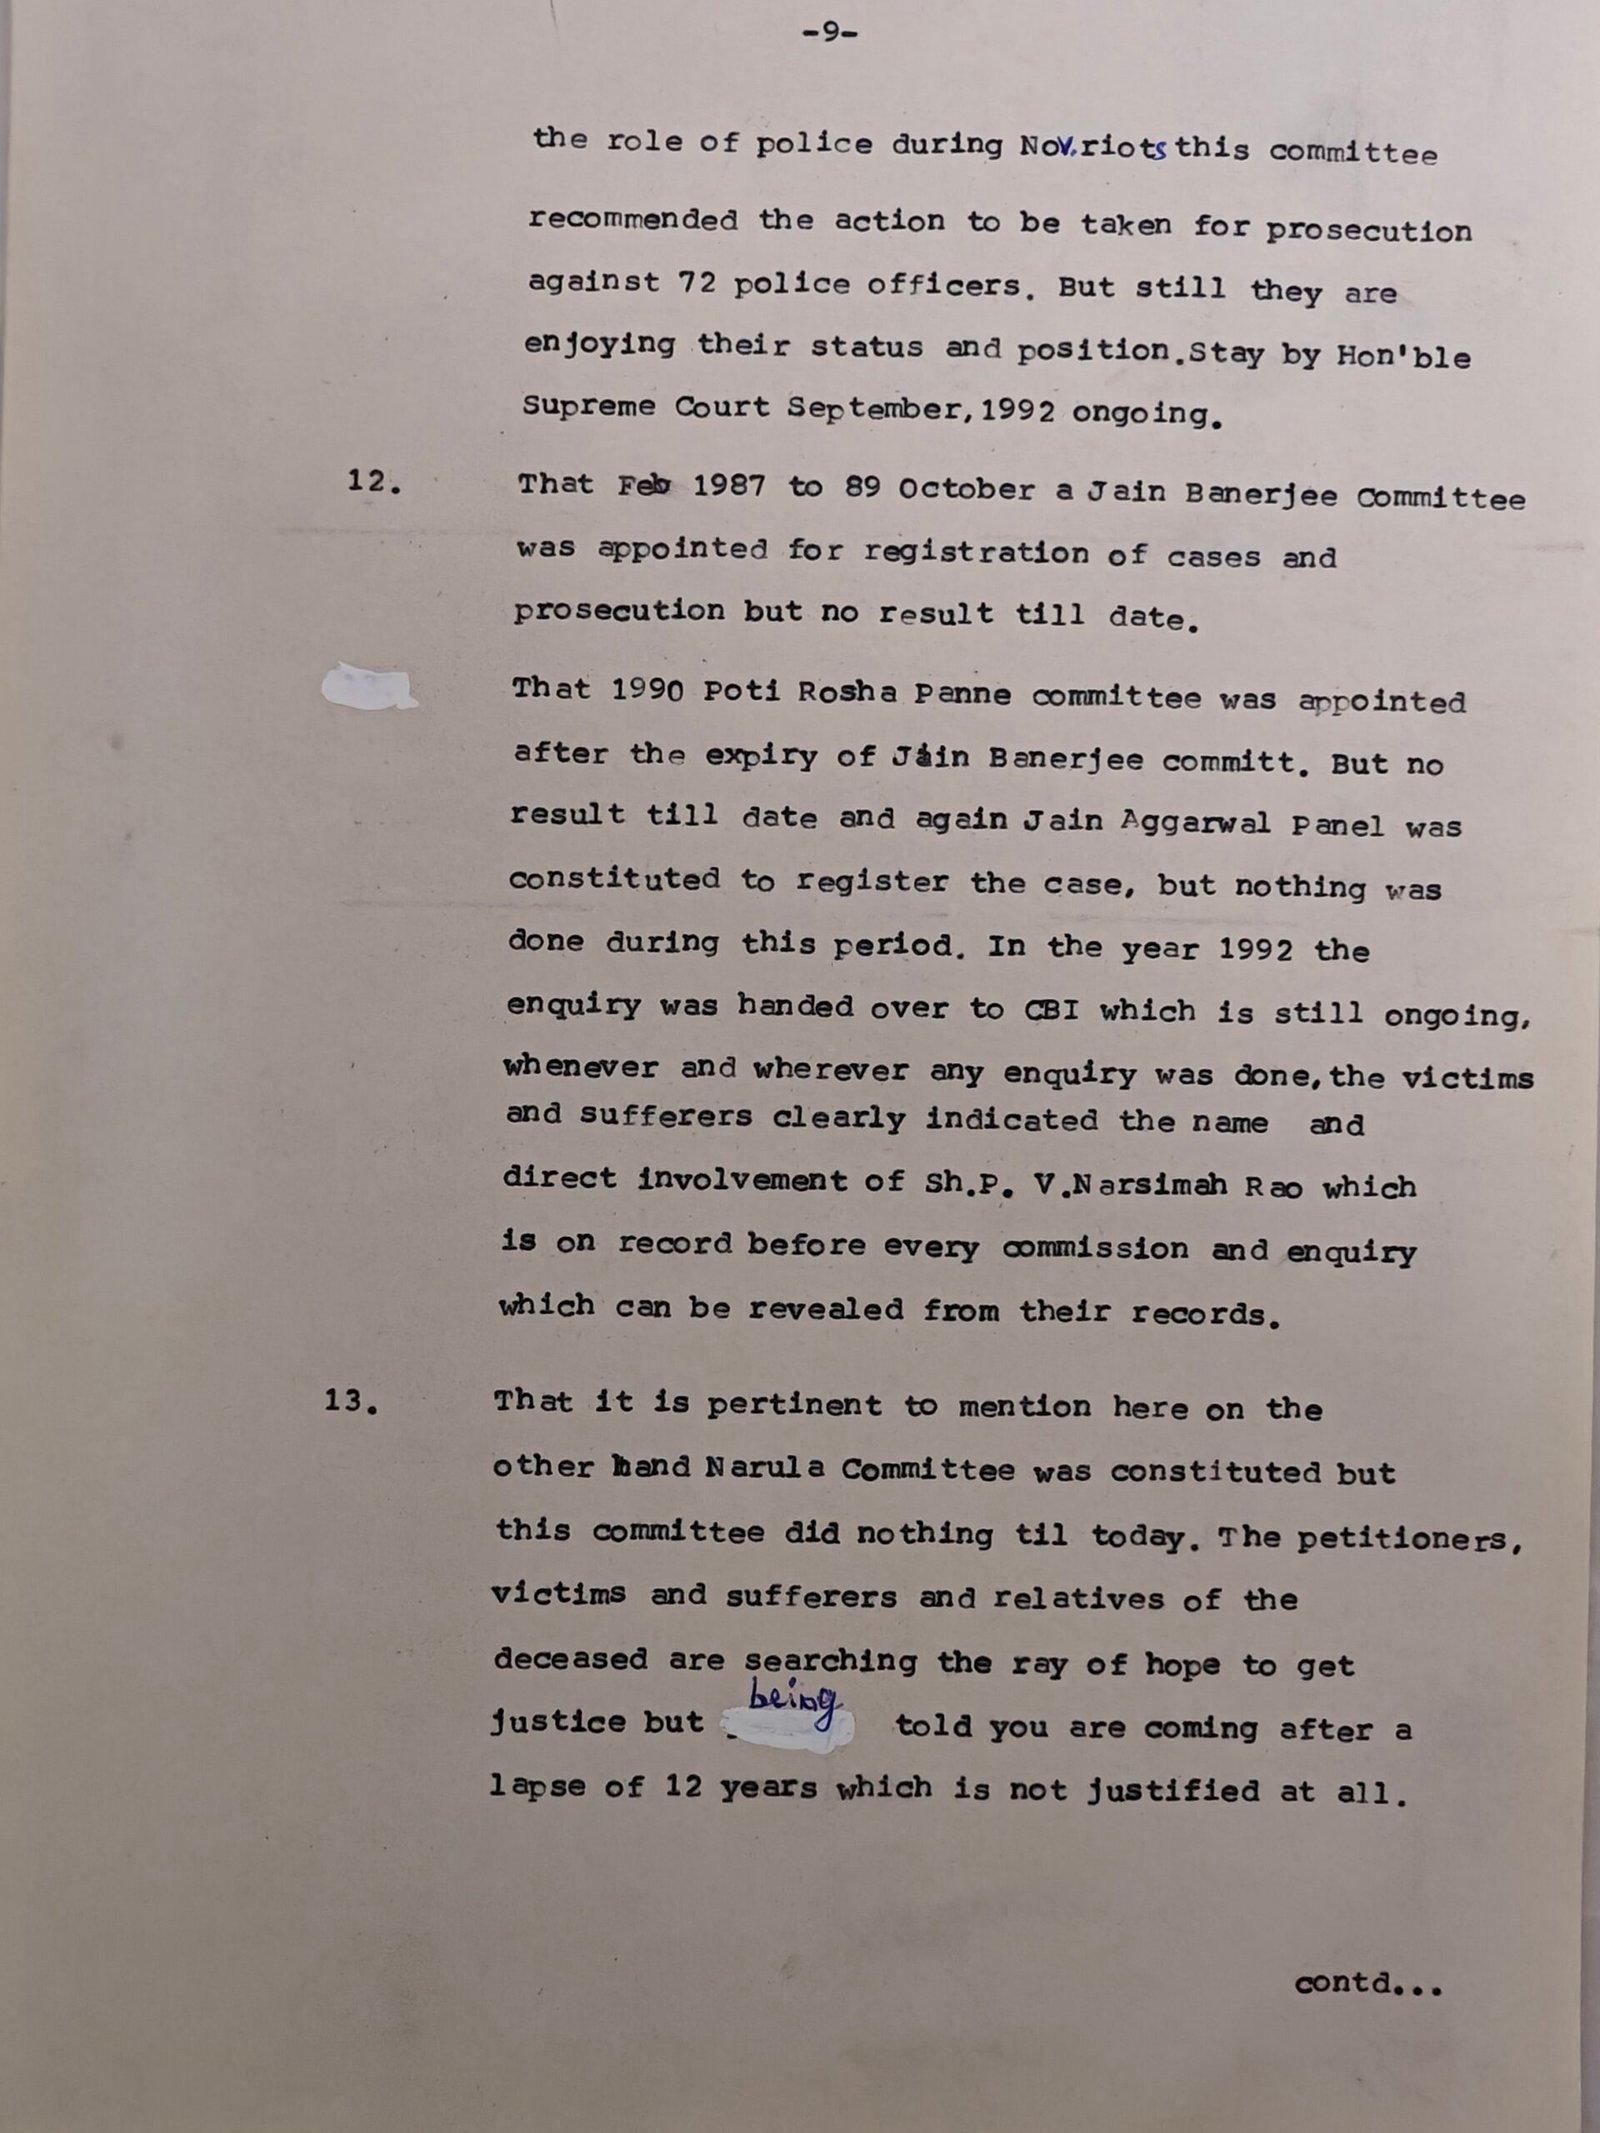 -9-
the role of police during Nov.riots this committee
recommended the action to be taken for prosecution
against 72 police officers. But still they are
enjoying their status and position.Stay by Hon'ble
Supreme Court September,1992 ongoing.
12. That Feb 1987 to 89 October a Jain Banerjee Committee
was appointed for registration of cases and
prosecution but no result till date.
That 1990 Poti Rosha Panne committee was appointed
after the expiry of Jain Banerjee committ. But no
result till date and again Jain Aggarwal Panel was
constituted to register the case, but nothing was
done during this period. In the year 1992 the
enquiry was handed over to CBI which is still ongoing,
whenever and wherever any enquiry was done,the victims
and sufferers clearly indicated the name and
direct involvement of Sh.P. V.Narsimah Rao which
is on record before every commission and enquiry
which can be revealed from their records.
13. That it is pertinent to mention here on the
other hand Narula Committee was constituted but
this committee did nothing til today. The petitioners,
victims and sufferers and relatives of the
deceased are searching the ray of hope to get
justice but being told you are coming after a
lapse of 12 years which is not justified at all.
contd...